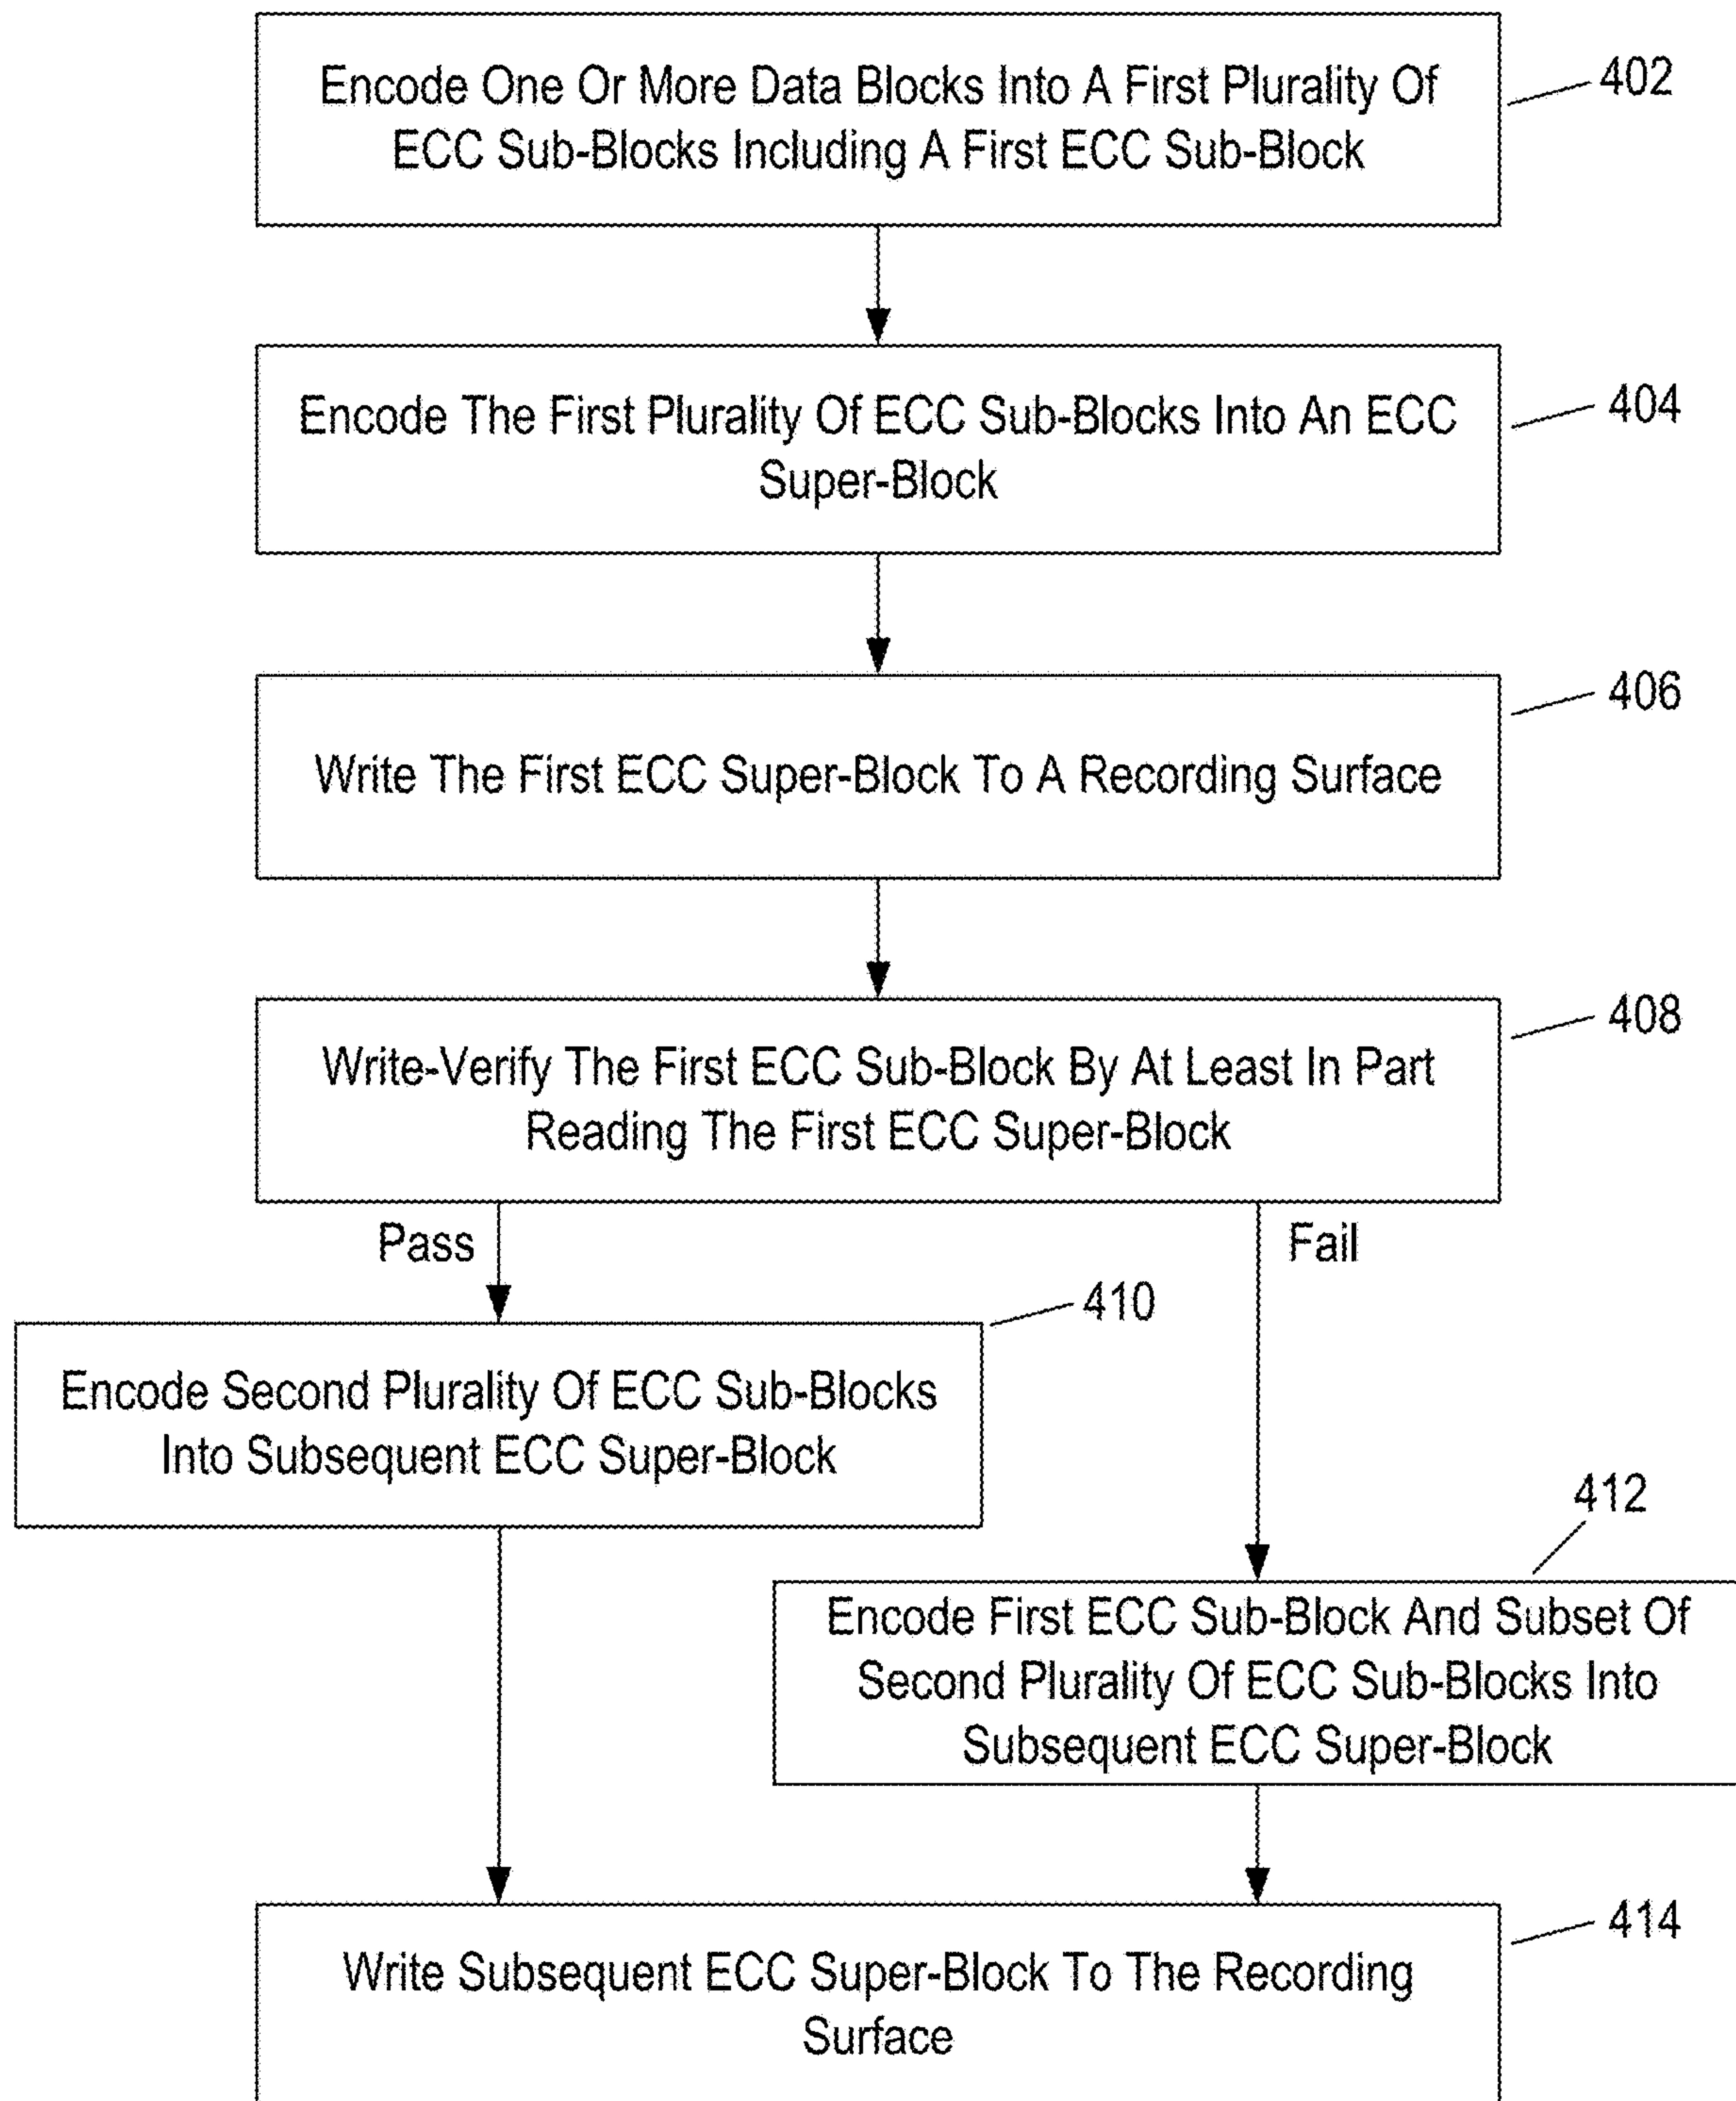 Encode One Or More Data Blocks Into A First Plurality Of
ECC Sub-Blocks Including A First ECC Sub-Block
402
Encode The First Plurality Of ECC Sub-Blocks Into An ECC
Super-Block
404
Write The First ECC Super-Block To A Recording Surface
406
Write-Verify The First ECC Sub-Block By At Least In Part
Reading The First ECC Super-Block
408
Pass
Fail
410
Encode Second Plurality Of ECC Sub-Blocks
Into Subsequent ECC Super-Block
412
Encode First ECC Sub-Block And Subset Of
Second Plurality Of ECC Sub-Blocks Into
Subsequent ECC Super-Block
414
Write Subsequent ECC Super-Block To The Recording
Surface